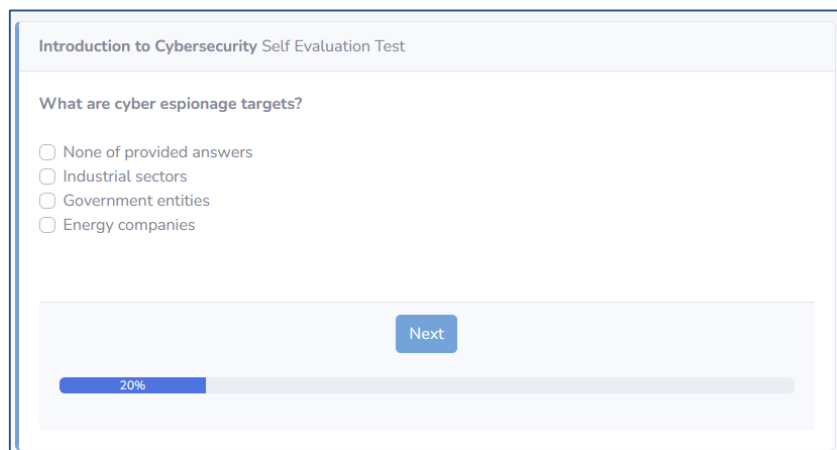 Introduction to Cybersecurity Self Evaluation Test
What are cyber espionage targets?
None of provided answers
Industrial sectors
Government entities
Energy companies
Next
20%